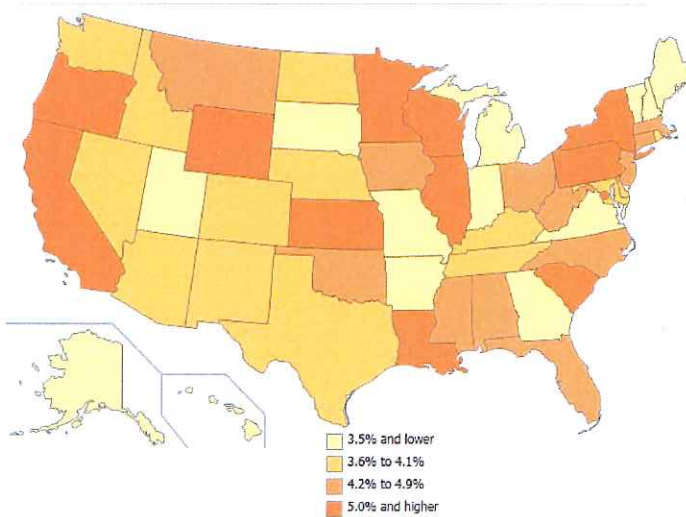 3.5% and lower
3.6% to 4.1%
4.2% to 4.9%
5.0% and higher